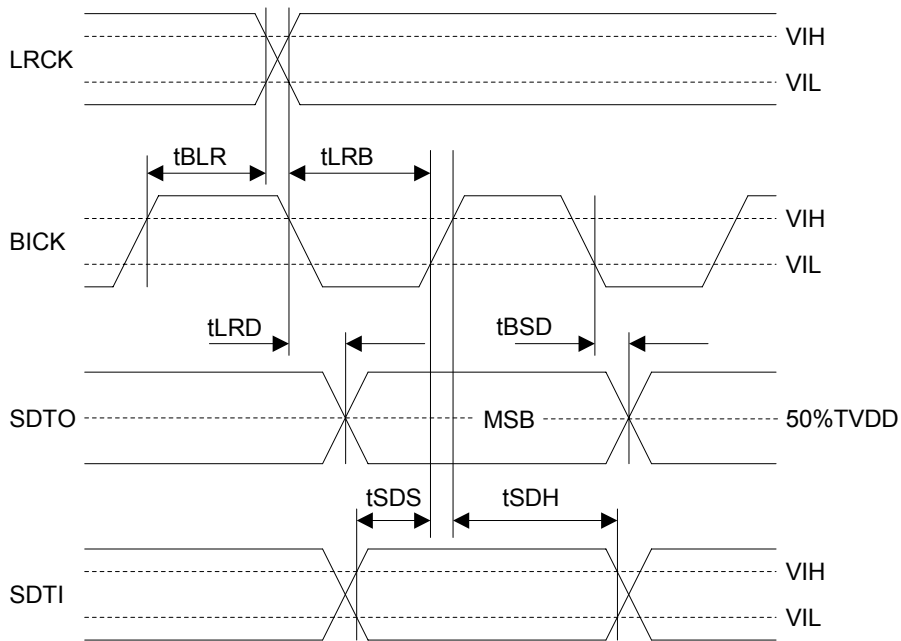 LRCK
VIH
VIL
tBLR
tLRB
BICK
VIH
VIL
tLRD
tBSD
SDTO
MSB
50%TVDD
tSDS
tSDH
SDTI
VIH
VIL